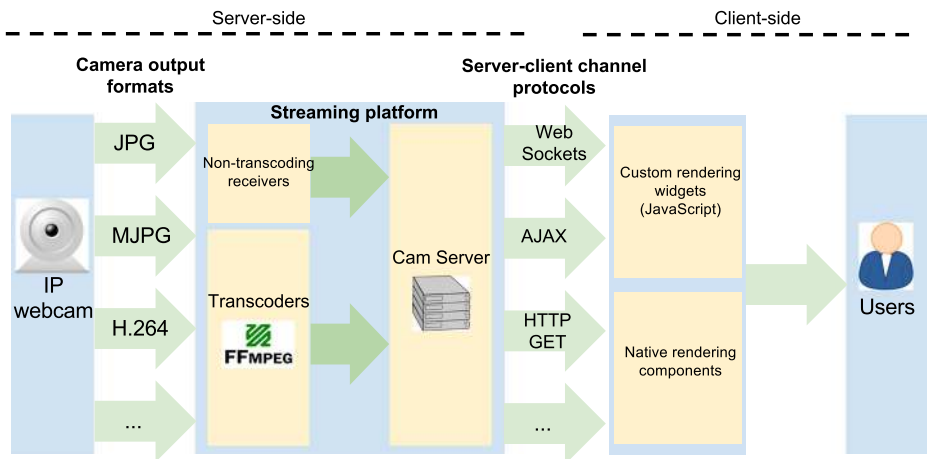 Server-side
Client-side
Camera output
formats
Server-client channel
protocols
Streaming platform
JPG
MJPG
H.264
...
IP
webcam
Non-transcoding
receivers
Transcoders
FFMPEG
Cam Server
Web
Sockets
AJAX
HTTP
GET
...
Custom rendering
widgets
(JavaScript)
Native rendering
components
Users